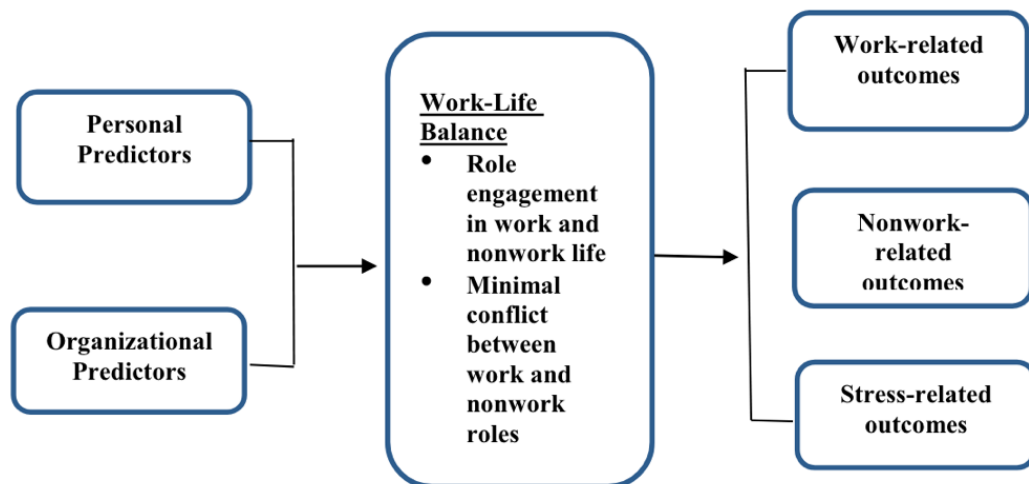 Personal
Predictors
Organizational
Predictors
Work-Life
Balance
• Role
engagement
in work and
nonwork life
• Minimal
conflict
between
work and
nonwork
roles
Work-related
outcomes
Nonwork-
related
outcomes
Stress-related
outcomes